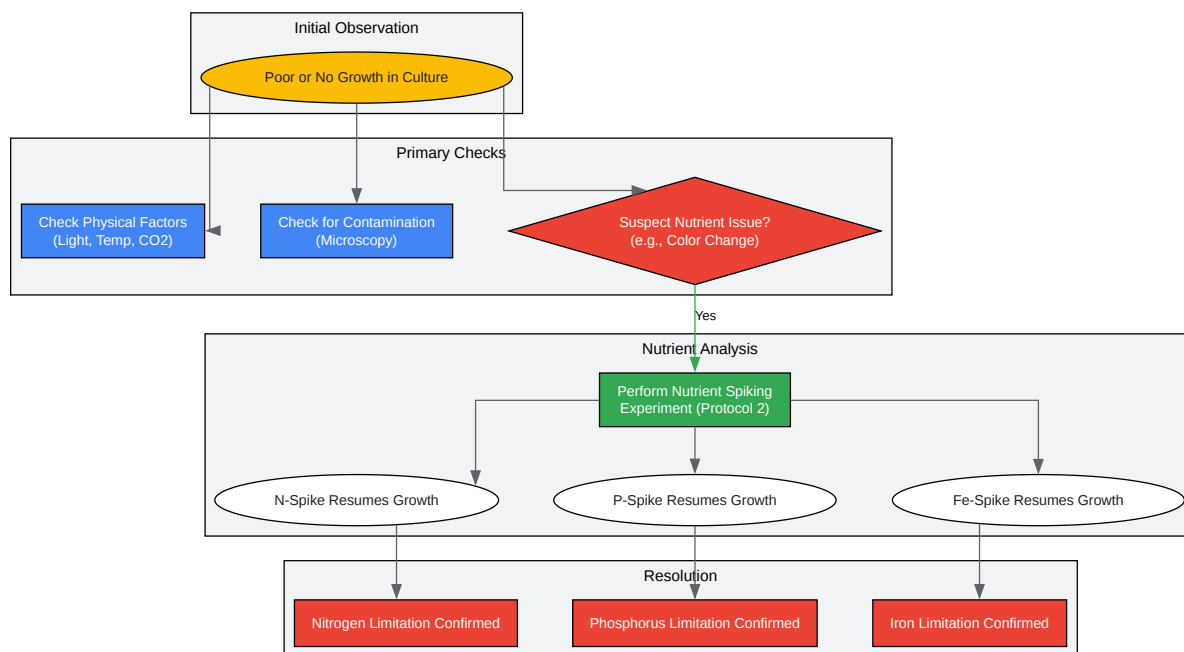 Initial Observation
Poor or No Growth in Culture
Primary Checks
Check Physical Factors
(Light, Temp, CO2)
Check for Contamination
(Microscopy)
Suspect Nutrient Issue?
(e.g., Color Change)
Yes
Nutrient Analysis
Perform Nutrient Spiking
Experiment (Protocol 2)
N-Spike Resumes Growth
P-Spike Resumes Growth
Fe-Spike Resumes Growth
Resolution
Nitrogen Limitation Confirmed
Phosphorus Limitation Confirmed
Iron Limitation Confirmed